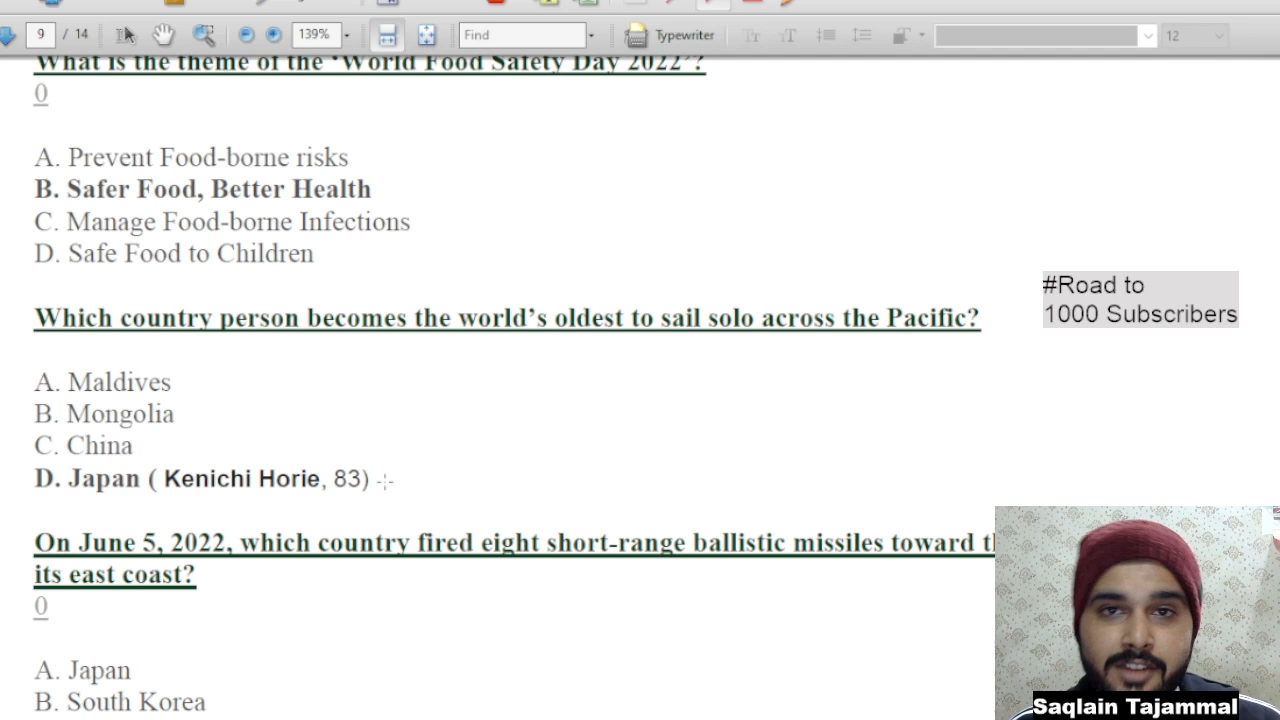 9 / 14 139% Find Typewriter 12
What is the theme of the ‘World Food Safety Day 2022’?
0
A. Prevent Food-borne risks
B. Safer Food, Better Health
C. Manage Food-borne Infections
D. Safe Food to Children
#Road to
1000 Subscribers
Which country person becomes the world’s oldest to sail solo across the Pacific?
A. Maldives
B. Mongolia
C. China
D. Japan ( Kenichi Horie, 83)
On June 5, 2022, which country fired eight short-range ballistic missiles toward
its east coast?
0
A. Japan
B. South Korea
Saqlain Tajammal